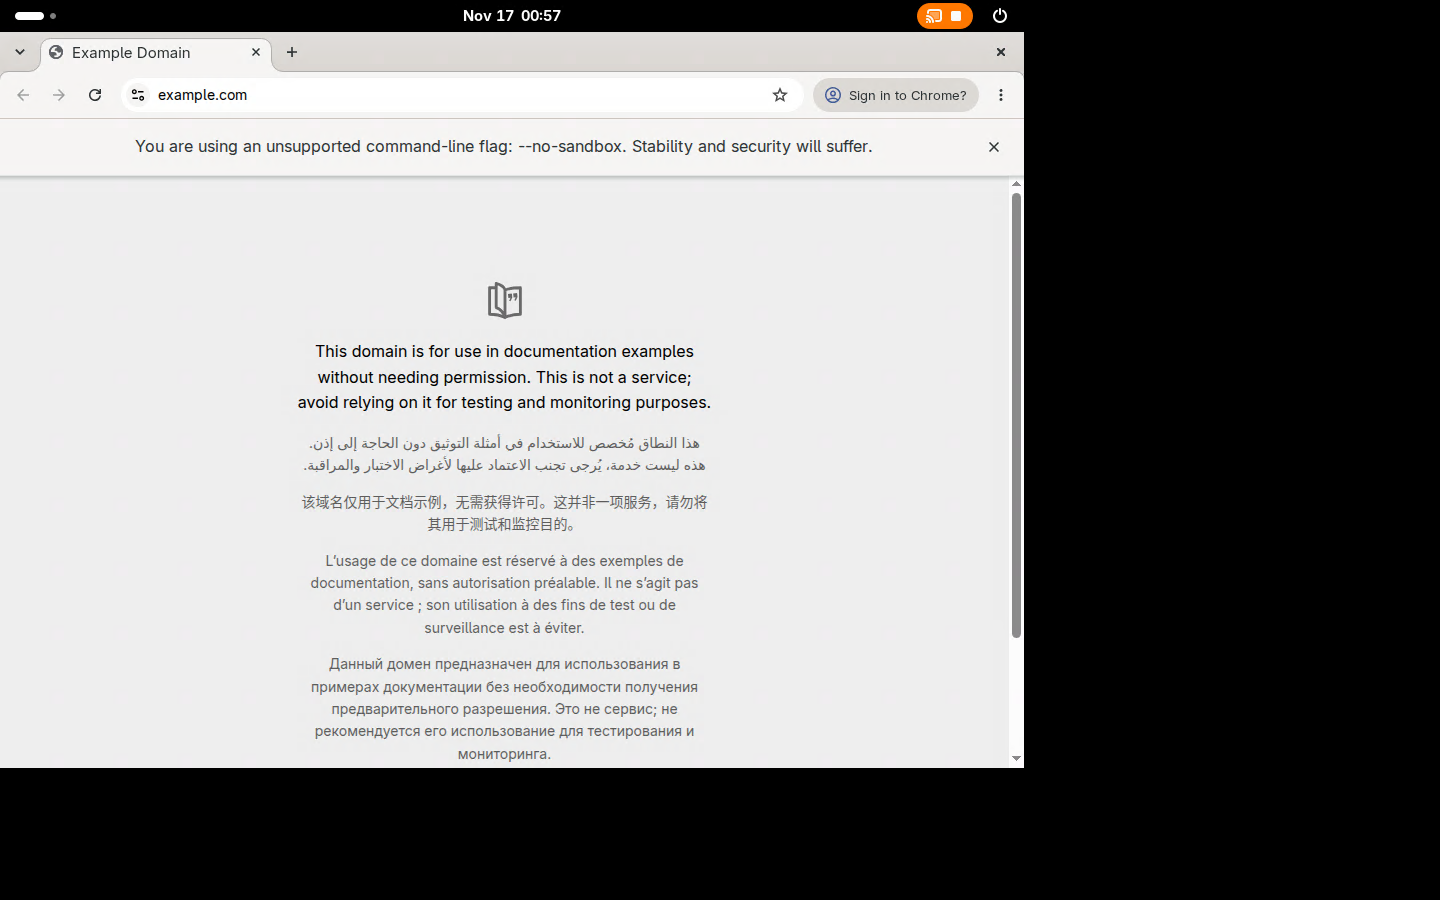 Nov 17 00:57
Example Domain
example.com
Sign in to Chrome?
You are using an unsupported command-line flag: --no-sandbox. Stability and security will suffer.
This domain is for use in documentation examples
without needing permission. This is not a service;
avoid relying on it for testing and monitoring purposes.
هذا النطاق مُخصص للاستخدام في أمثلة التوثيق دون الحاجة إلى إذن.
هذه ليست خدمة، يُرجى تجنب الاعتماد عليها لأغراض الاختبار والمراقبة.
该域名仅用于文档示例，无需获得许可。这并非一项服务，请勿将
其用于测试和监控目的。
L’usage de ce domaine est réservé à des exemples de
documentation, sans autorisation préalable. Il ne s’agit pas
d’un service ; son utilisation à des fins de test ou de
surveillance est à éviter.
Данный домен предназначен для использования в
примерах документации без необходимости получения
предварительного разрешения. Это не сервис; не
рекомендуется его использование для тестирования и
мониторинга.